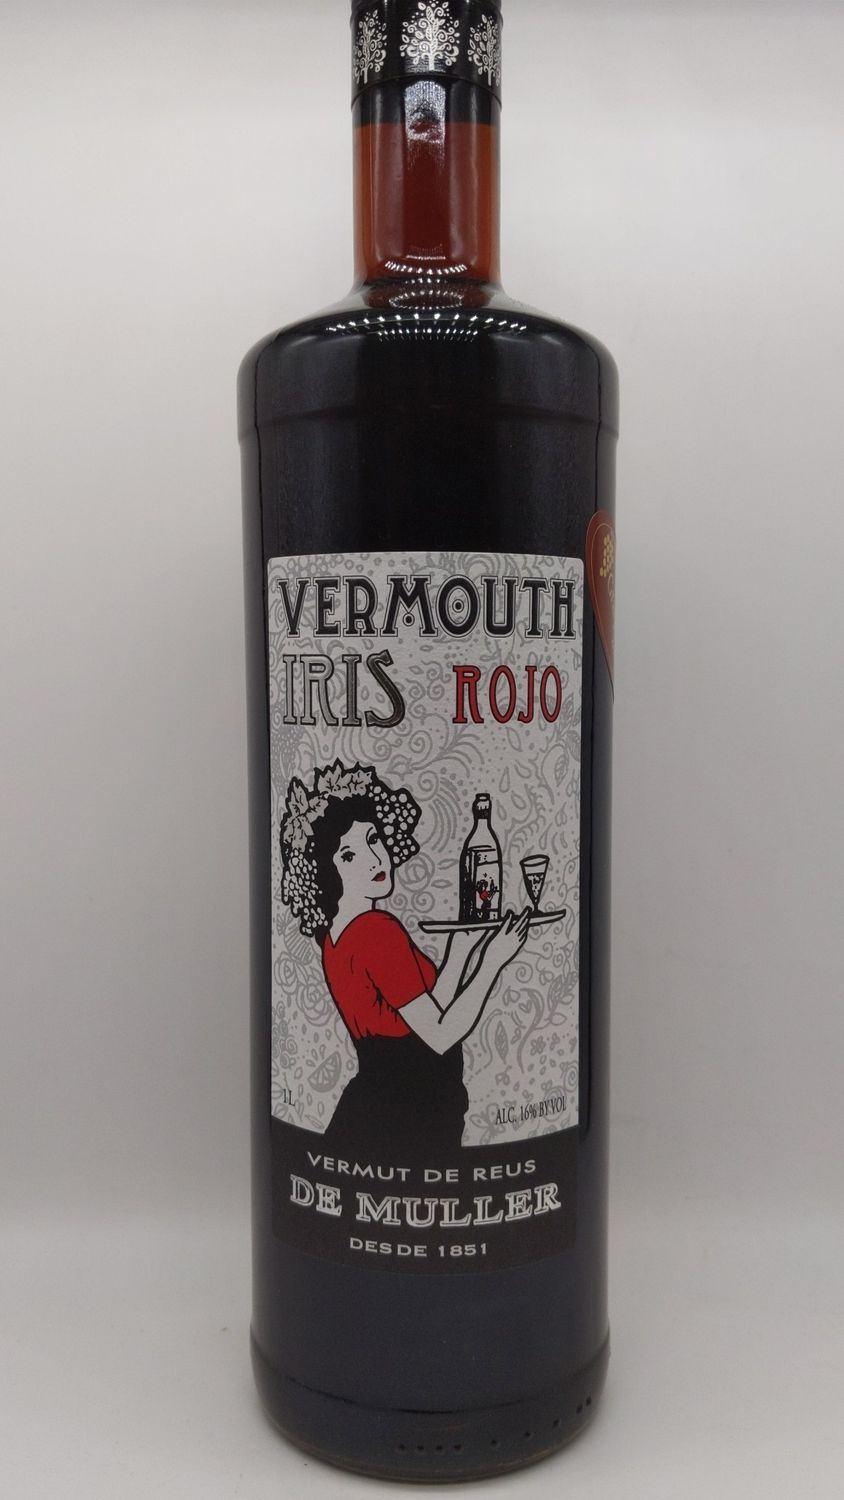 VERMOUTH
IRIS ROJO
1L
ALC. 16% BY VOL
VERMUT DE REUS
DE MULLER
DESDE 1851